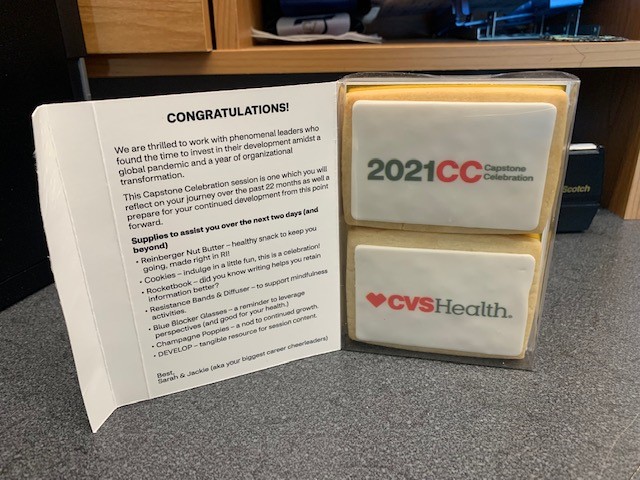 CONGRATULATIONS!
We are thrilled to work with phenomenal leaders who
found the time to invest in their development amidst a
global pandemic and a year of organizational
transformation.
This Capstone Celebration session is one which you will
reflect on your journey over the past 22 months as well a
prepare for your continued development from this point
forward.
Supplies to assist you over the next two days (and
beyond)
• Reinberger Nut Butter – healthy snack to keep you
going, made right in RI!
• Cookies – indulge in a little fun, this is a celebration!
• Rocketbook – did you know writing helps you retain
information better?
• Resistance Bands & Diffuser – to support mindfulness
activities.
• Blue Blocker Glasses – a reminder to leverage
perspectives (and good for your health.)
• Champagne Poppies – a nod to continued growth.
• DEVELOP – tangible resource for session content.
Best,
Sarah & Jackie (aka your biggest career cheerleaders)
2021CC Capstone
Celebration
CVSHealth.
Scotch